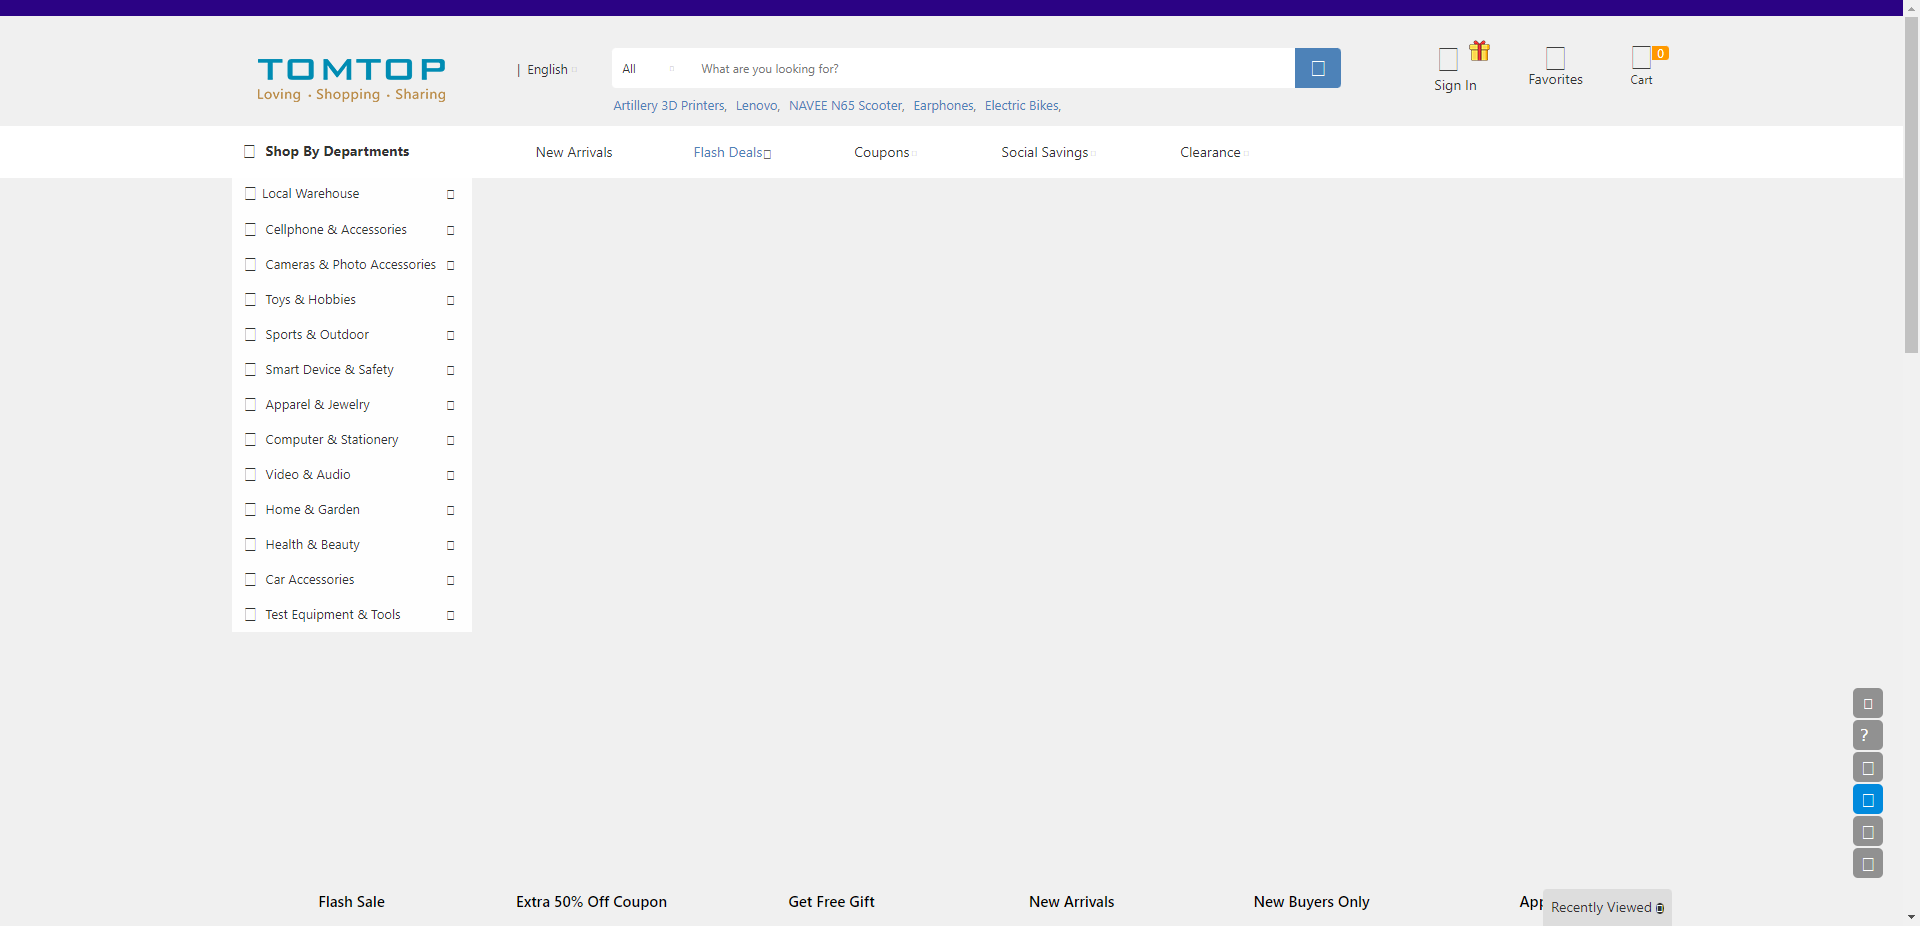 TOMTOP
Loving · Shopping · Sharing
| English
All
What are you looking for?
Sign In
Favorites
0
Cart
Artillery 3D Printers, Lenovo, NAVEE N65 Scooter, Earphones, Electric Bikes,
Shop By Departments
New Arrivals
Flash Deals
Coupons
Social Savings
Clearance
Local Warehouse
Cellphone & Accessories
Cameras & Photo Accessories
Toys & Hobbies
Sports & Outdoor
Smart Device & Safety
Apparel & Jewelry
Computer & Stationery
Video & Audio
Home & Garden
Health & Beauty
Car Accessories
Test Equipment & Tools
?
Flash Sale
Extra 50% Off Coupon
Get Free Gift
New Arrivals
New Buyers Only
Recently Viewed